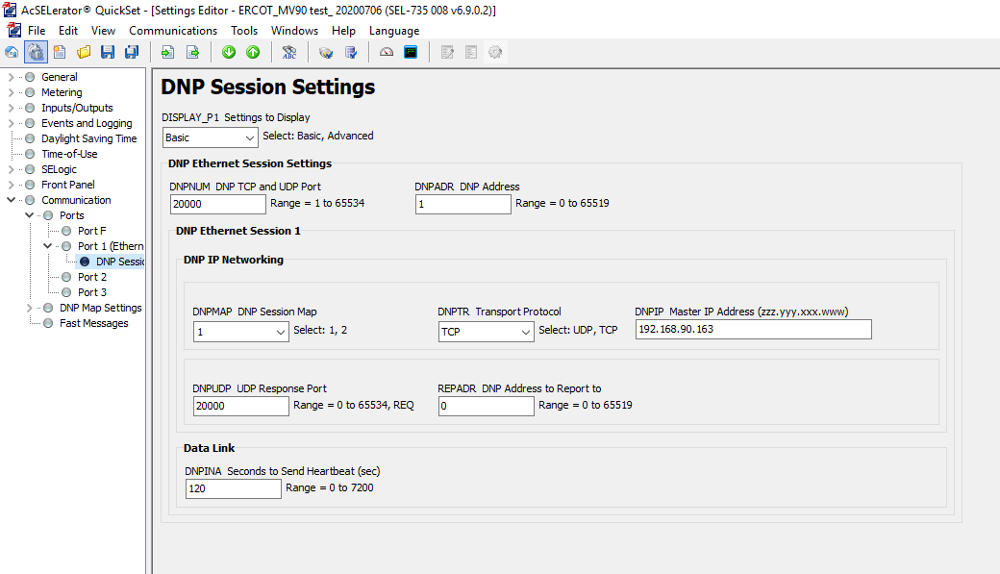 AcSELerator® QuickSet - [Settings Editor - ERCOT_MV90 test_ 20200706 (SEL-735 008 v6.9.0.2)]
File Edit View Communications Tools Windows Help Language
General
Metering
Inputs/Outputs
Events and Logging
Daylight Saving Time
Time-of-Use
SELogic
Front Panel
Communication
Ports
Port F
Port 1 (Ethern
DNP Sessic
Port 2
Port 3
DNP Map Settings
Fast Messages
DNP Session Settings
DISPLAY_P1 Settings to Display
Basic Select: Basic, Advanced
DNP Ethernet Session Settings
DNPNUM DNP TCP and UDP Port DNPADR DNP Address
20000 Range = 1 to 65534 1 Range = 0 to 65519
DNP Ethernet Session 1
DNP IP Networking
DNPMAP DNP Session Map DNPTR Transport Protocol DNPIP Master IP Address (zzz.yyy.xxx.www)
1 Select: 1, 2 TCP Select: UDP, TCP 192.168.90.163
DNPUDP UDP Response Port REPADR DNP Address to Report to
20000 Range = 0 to 65534, REQ 0 Range = 0 to 65519
Data Link
DNPINA Seconds to Send Heartbeat (sec)
120 Range = 0 to 7200